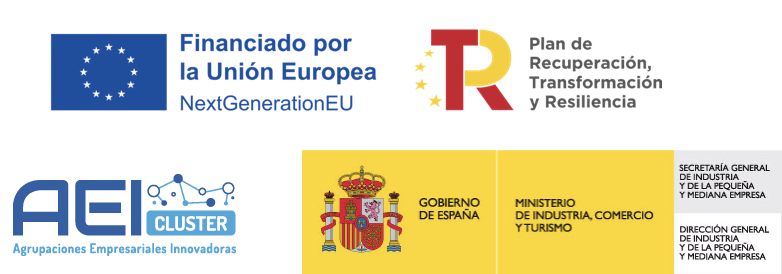 Financiado por
la Unión Europea
NextGenerationEU
Plan de
Recuperación,
Transformación
y Resiliencia
AEI
CLUSTER
Agrupaciones Empresariales Innovadoras
GOBIERNO
DE ESPAÑA
MINISTERIO
DE INDUSTRIA, COMERCIO
Y TURISMO
SECRETARÍA GENERAL
DE INDUSTRIA
Y DE LA PEQUEÑA
Y MEDIANA EMPRESA
DIRECCIÓN GENERAL
DE INDUSTRIA
Y DE LA PEQUEÑA
Y MEDIANA EMPRESA